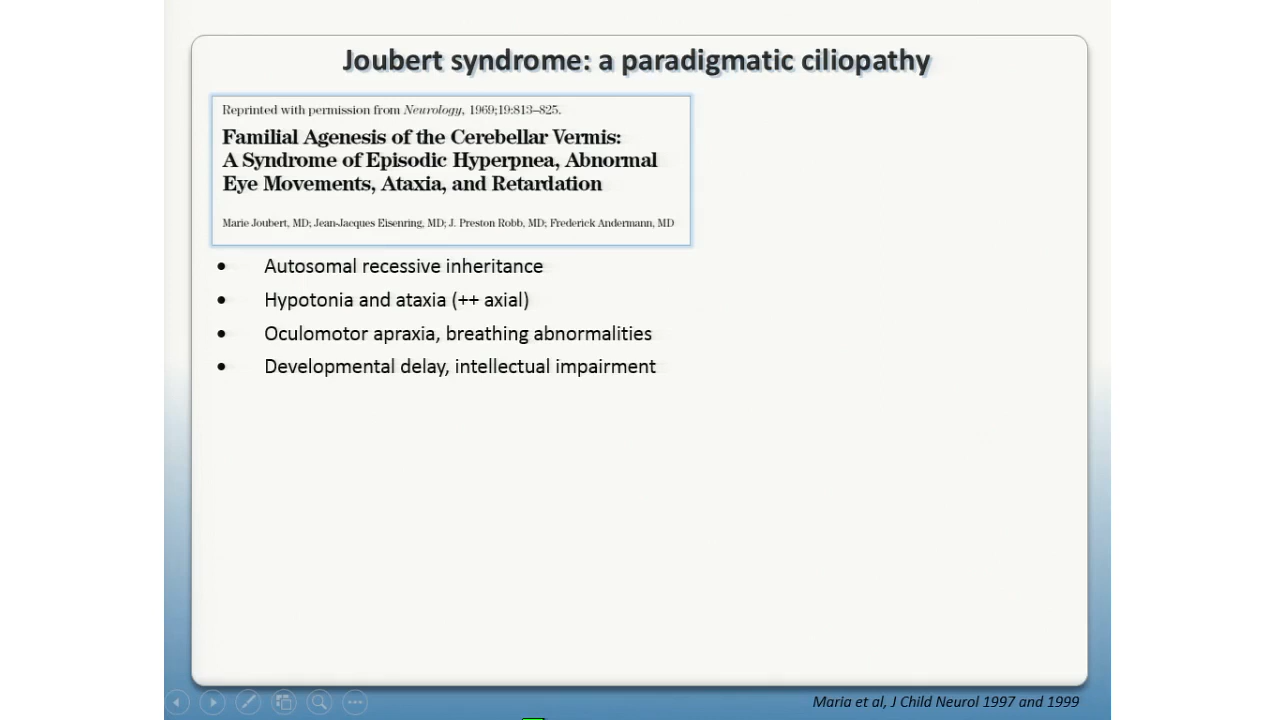 Joubert syndrome: a paradigmatic ciliopathy
Reprinted with permission from Neurology, 1969;19:813–825.
Familial Agenesis of the Cerebellar Vermis:
A Syndrome of Episodic Hyperpnea, Abnormal
Eye Movements, Ataxia, and Retardation
Marie Joubert, MD; Jean-Jacques Eisenring, MD; J. Preston Robb, MD; Frederick Andermann, MD
• Autosomal recessive inheritance
• Hypotonia and ataxia (++ axial)
• Oculomotor apraxia, breathing abnormalities
• Developmental delay, intellectual impairment
Maria et al, J Child Neurol 1997 and 1999